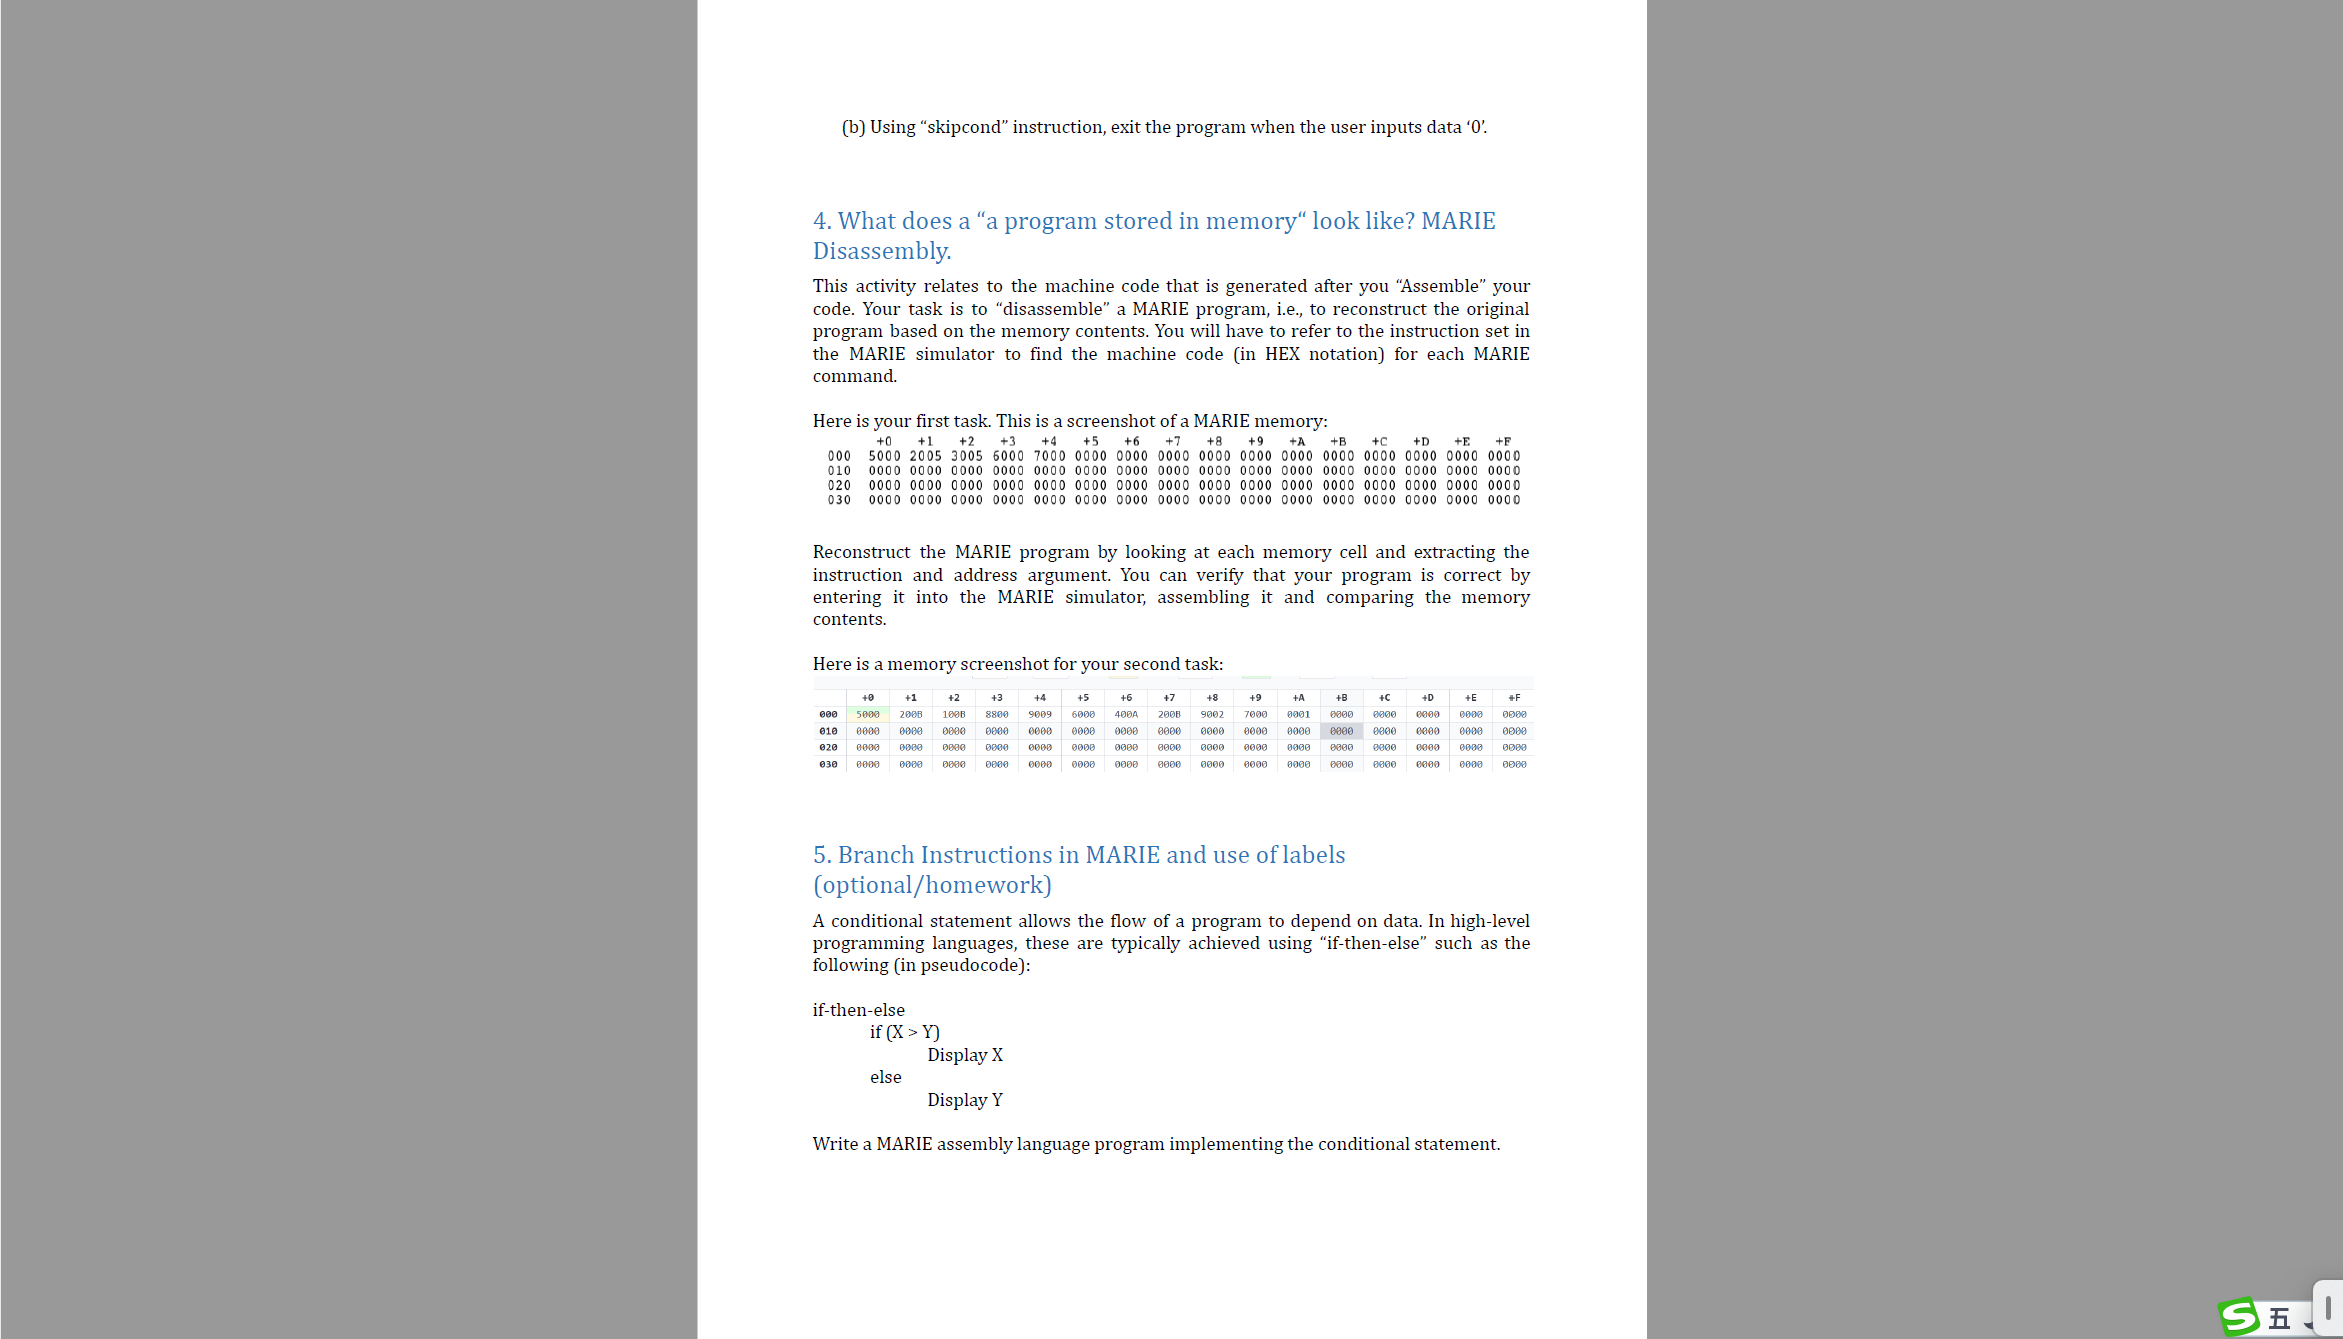 (b) Using “skipcond” instruction, exit the program when the user inputs data ‘0’.
4. What does a “a program stored in memory“ look like? MARIE
Disassembly.
This activity relates to the machine code that is generated after you “Assemble” your
code. Your task is to “disassemble” a MARIE program, i.e., to reconstruct the original
program based on the memory contents. You will have to refer to the instruction set in
the MARIE simulator to find the machine code (in HEX notation) for each MARIE
command.
Here is your first task. This is a screenshot of a MARIE memory:
+0 +1 +2 +3 +4 +5 +6 +7 +8 +9 +A +B +C +D +E +F
000 5000 2005 3005 6000 7000 0000 0000 0000 0000 0000 0000 0000 0000 0000 0000 0000
010 0000 0000 0000 0000 0000 0000 0000 0000 0000 0000 0000 0000 0000 0000 0000 0000
020 0000 0000 0000 0000 0000 0000 0000 0000 0000 0000 0000 0000 0000 0000 0000 0000
030 0000 0000 0000 0000 0000 0000 0000 0000 0000 0000 0000 0000 0000 0000 0000 0000
Reconstruct the MARIE program by looking at each memory cell and extracting the
instruction and address argument. You can verify that your program is correct by
entering it into the MARIE simulator, assembling it and comparing the memory
contents.
Here is a memory screenshot for your second task:
+0 +1 +2 +3 +4 +5 +6 +7 +8 +9 +A +B +C +D +E +F
000 5000 200B 100B 8800 9009 6000 400A 200B 9002 7000 0001 0000 0000 0000 0000 0000
010 0000 0000 0000 0000 0000 0000 0000 0000 0000 0000 0000 0000 0000 0000 0000 0000
020 0000 0000 0000 0000 0000 0000 0000 0000 0000 0000 0000 0000 0000 0000 0000 0000
030 0000 0000 0000 0000 0000 0000 0000 0000 0000 0000 0000 0000 0000 0000 0000 0000
5. Branch Instructions in MARIE and use of labels
(optional/homework)
A conditional statement allows the flow of a program to depend on data. In high-level
programming languages, these are typically achieved using “if-then-else” such as the
following (in pseudocode):
if-then-else
if (X > Y)
Display X
else
Display Y
Write a MARIE assembly language program implementing the conditional statement.
S 五